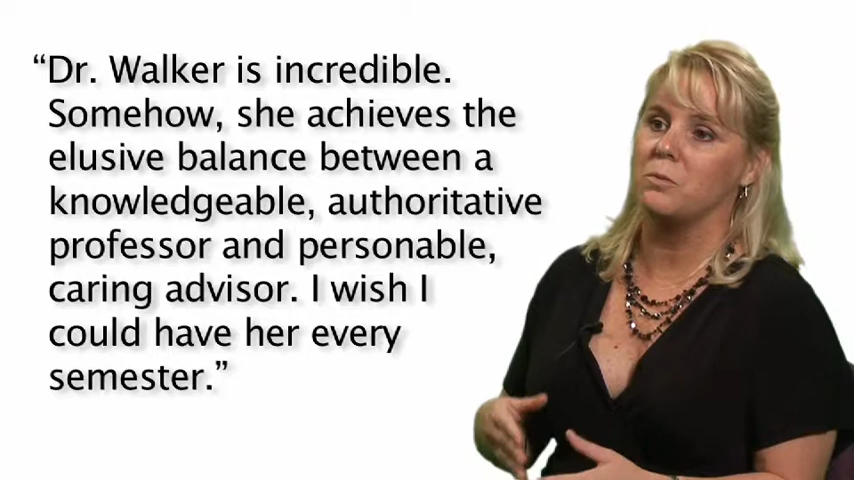 “Dr. Walker is incredible.
Somehow, she achieves the
elusive balance between a
knowledgeable, authoritative
professor and personable,
caring advisor. I wish I
could have her every
semester.”